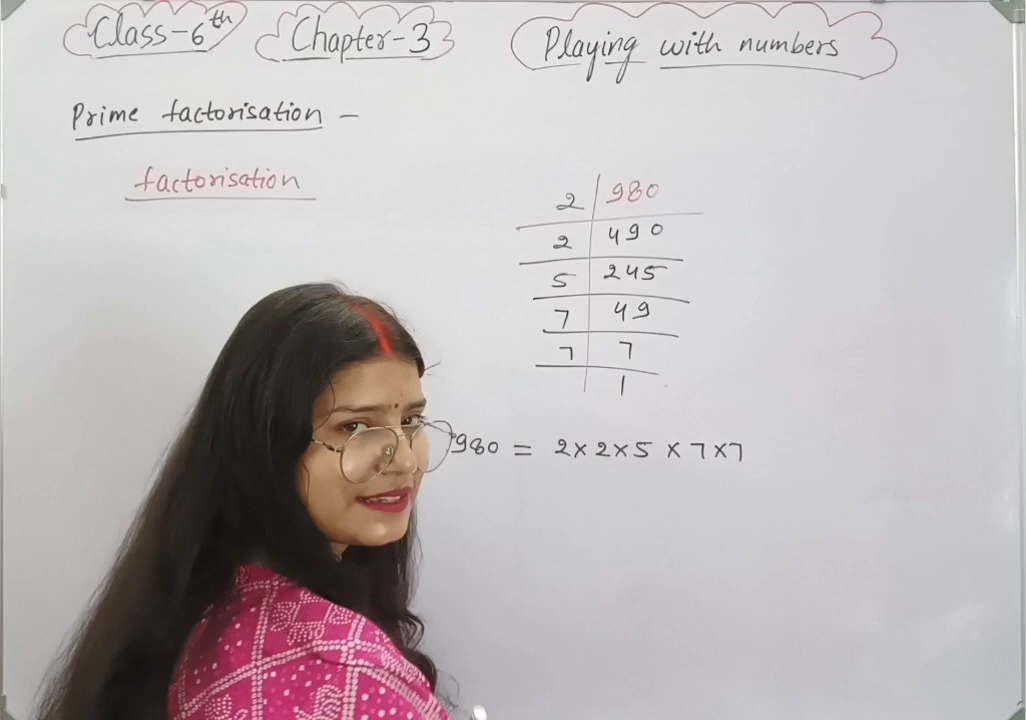 Class-6th Chapter-3 Playing with numbers
Prime factorisation -
factorisation
2 980
2 490
5 245
7 49
7 7
1
980 = 2×2×5×7×7